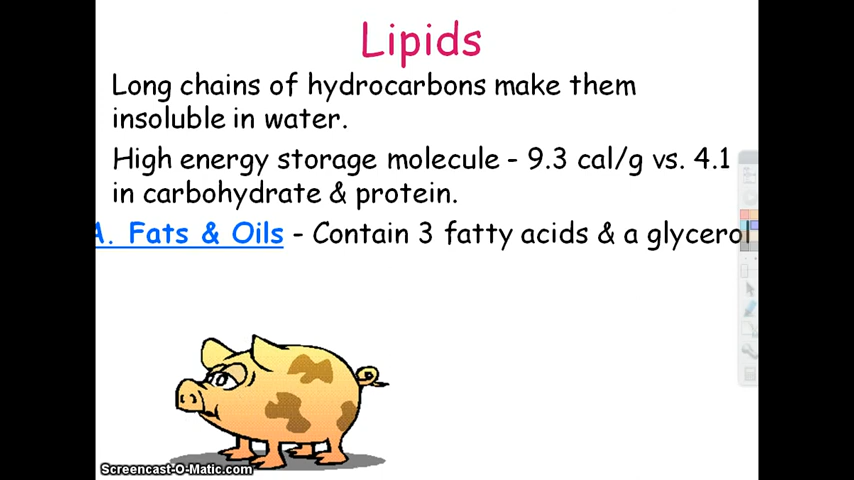 Lipids
Long chains of hydrocarbons make them
insoluble in water.
High energy storage molecule - 9.3 cal/g vs. 4.1
in carbohydrate & protein.
A. Fats & Oils - Contain 3 fatty acids & a glycerol
Screencast-O-Matic.com